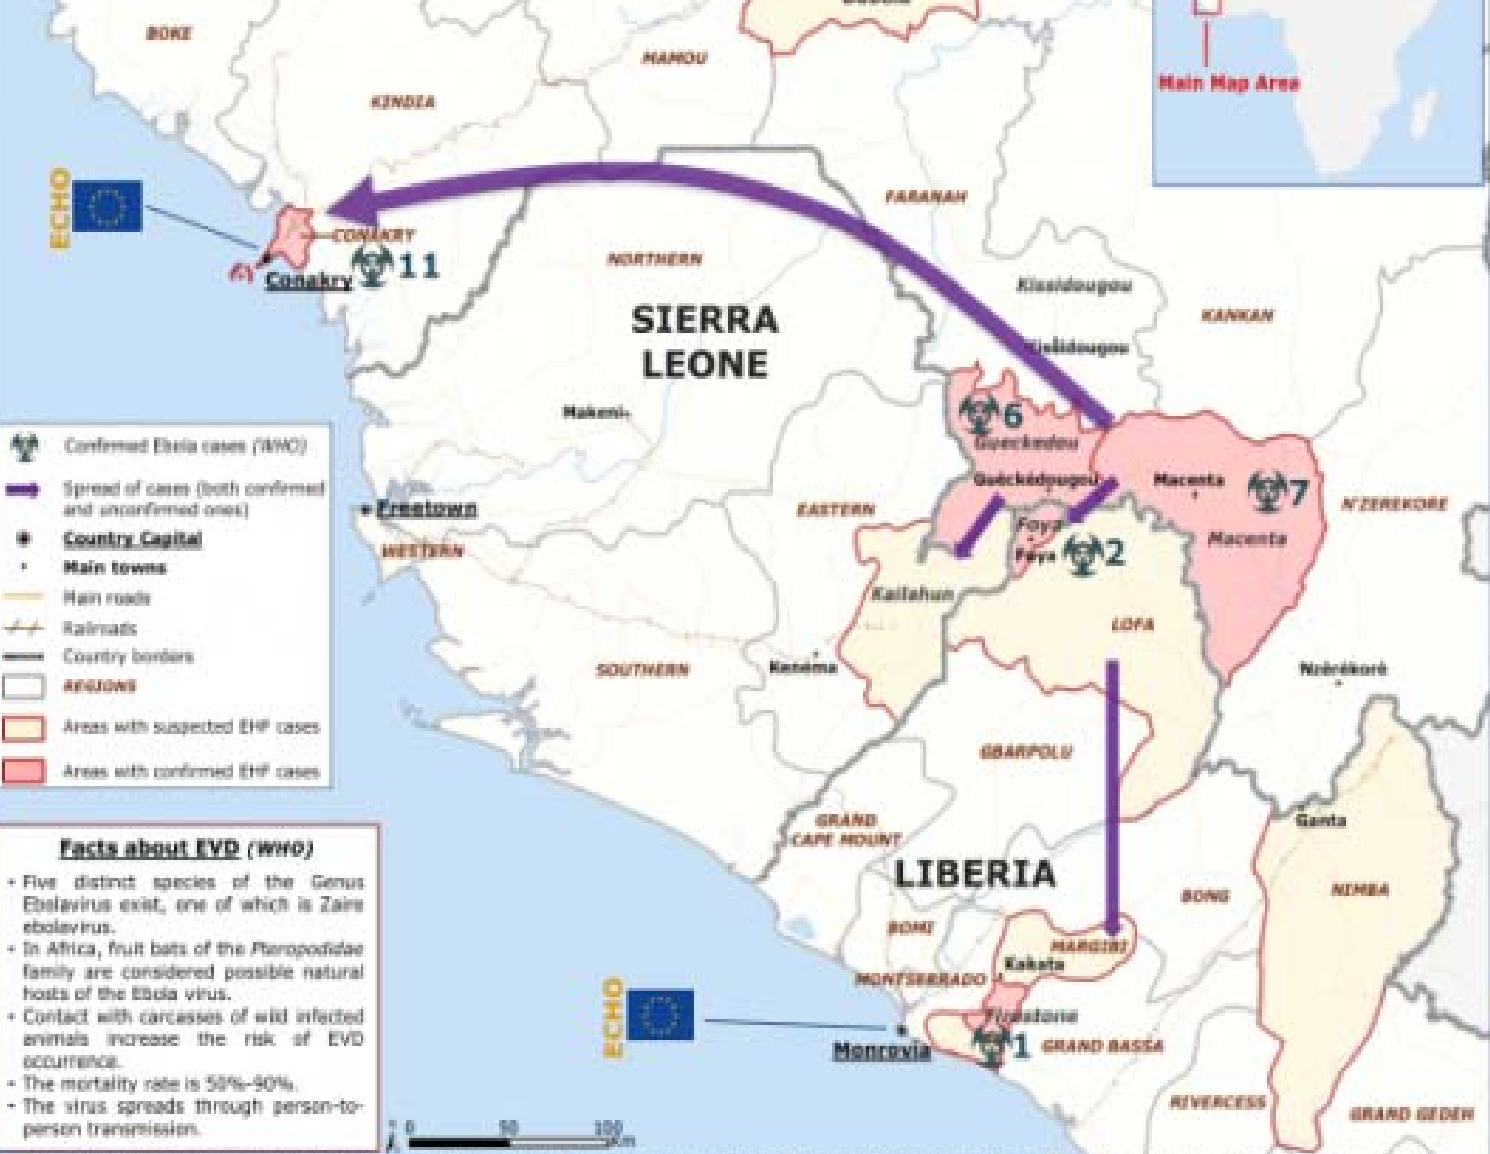 BOKE
MAMOU
KINDIA
Main Map Area
ECHO
FARANAH
CONAKRY
11
Conakry
NORTHERN
SIERRA
LEONE
Kissidougou
KANKAN
Kissidougou
Makeni
6
Gueckedou
Guéckédougou
Macenta
7
Macenta
N'ZEREKORE
Foya
Foya
2
EASTERN
Freetown
WESTERN
Kailahun
LOFA
SOUTHERN
Kenema
Nzérékoré
GBARPOLU
GRAND
CAPE MOUNT
Ganta
LIBERIA
BONG
NIMBA
BOMI
MARGIBI
Kakata
MONTSERRADO
ECHO
Firestone
1
GRAND BASSA
Monrovia
RIVERCESS
GRAND GEDEH
Confirmed Ebola cases (WHO)
Spread of cases (both confirmed
and unconfirmed ones)
Country Capital
Main towns
Main roads
Railroads
Country borders
REGIONS
Areas with suspected EHF cases
Areas with confirmed EHF cases
Facts about EVD (WHO)
• Five distinct species of the Genus
Ebolavirus exist, one of which is Zaire
ebolavirus.
• In Africa, fruit bats of the Pteropodidae
family are considered possible natural
hosts of the Ebola virus.
• Contact with carcasses of wild infected
animals increase the risk of EVD
occurrence.
• The mortality rate is 50%-90%.
• The virus spreads through person-to-
person transmission.
0 50 100
Km